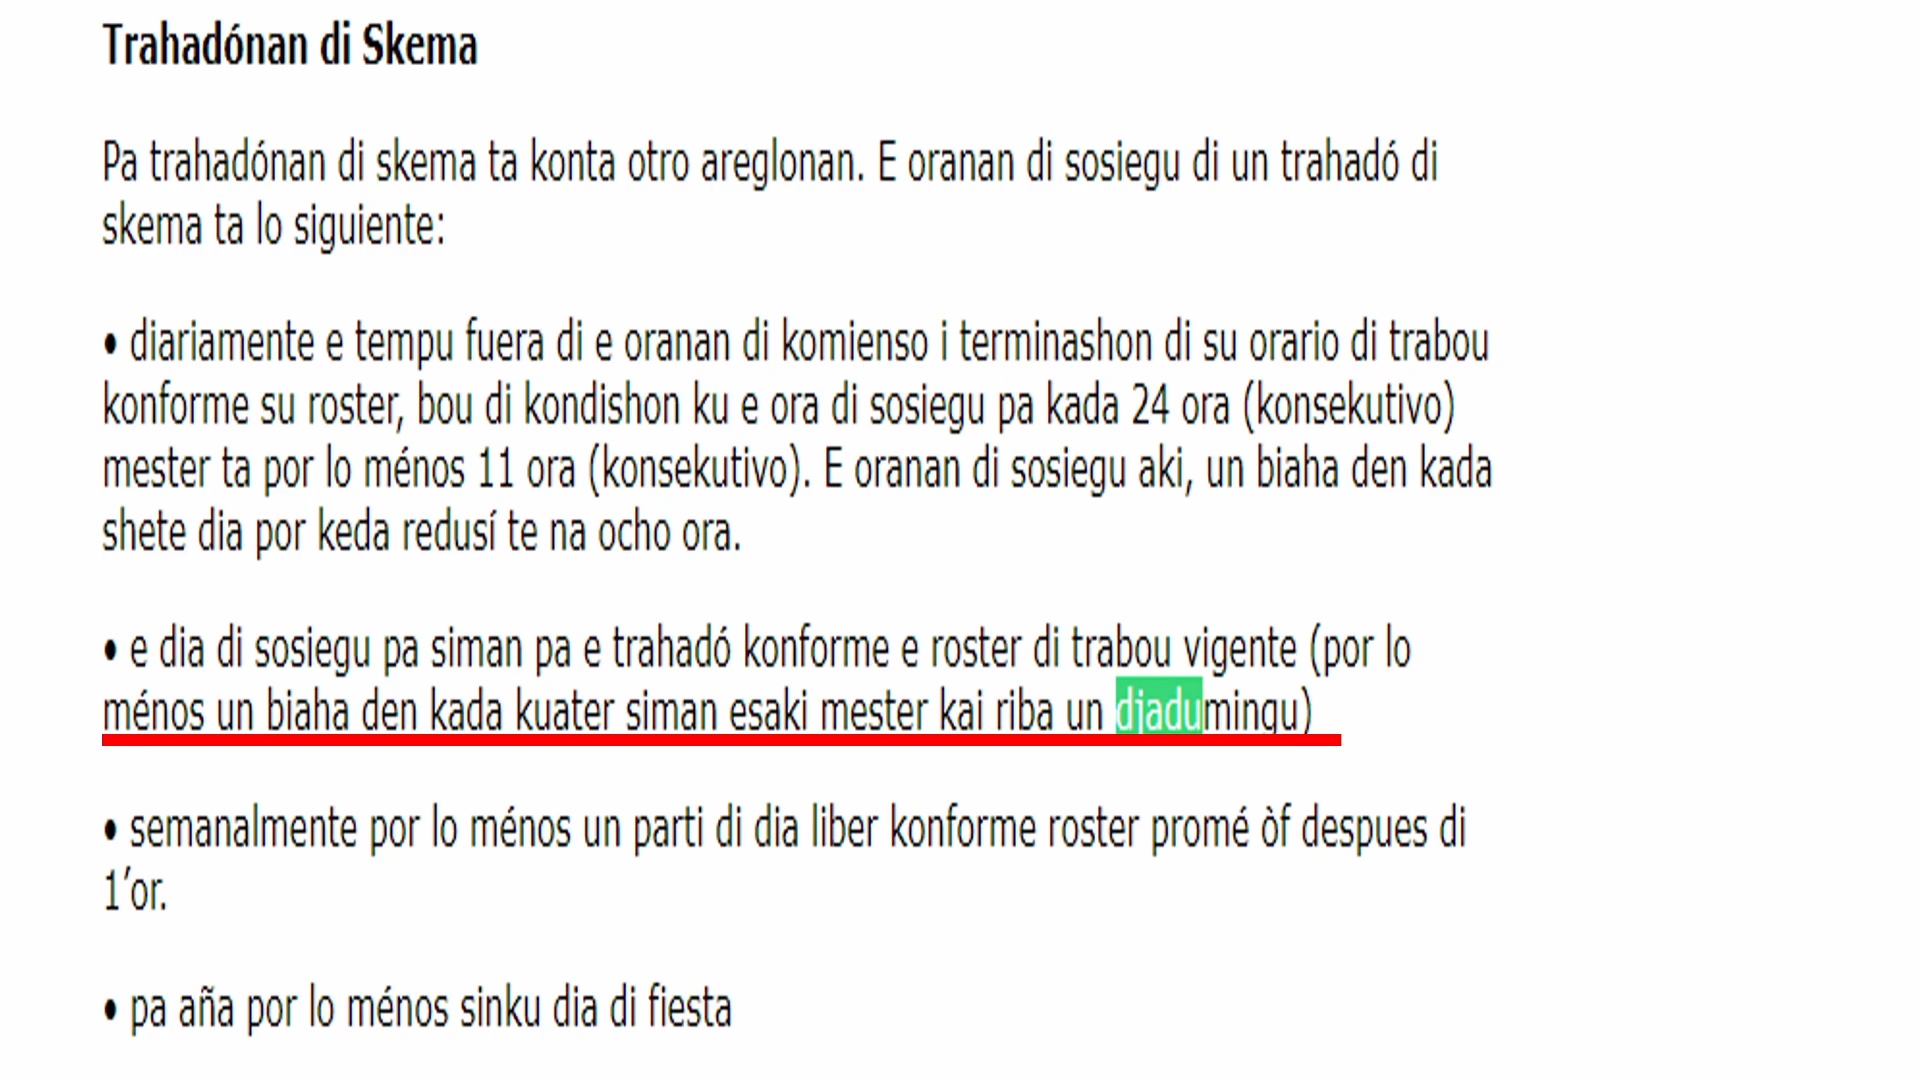 Trahadónan di Skema
Pa trahadónan di skema ta konta otro areglonan. E oranan di sosiegu di un trahadó di
skema ta lo siguiente:
• diariamente e tempu fuera di e oranan di komienso i terminashon di su orario di trabou
konforme su roster, bou di kondishon ku e ora di sosiegu pa kada 24 ora (konsekutivo)
mester ta por lo ménos 11 ora (konsekutivo). E oranan di sosiegu aki, un biaha den kada
shete dia por keda redusí te na ocho ora.
• e dia di sosiegu pa siman pa e trahadó konforme e roster di trabou vigente (por lo
ménos un biaha den kada kuater siman esaki mester kai riba un djadumingu)
• semanalmente por lo ménos un parti di dia liber konforme roster promé òf despues di
1’or.
• pa aña por lo ménos sinku dia di fiesta